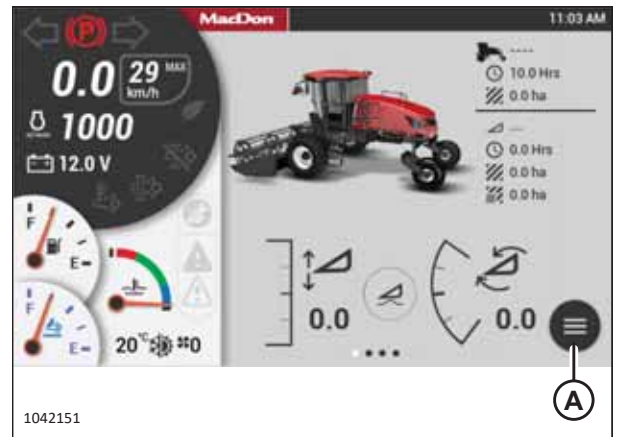 MacDon
11:03 AM
P
0.0 29 MAX km/h
1000
12.0 V
----
10.0 Hrs
0.0 ha
---
0.0 Hrs
0.0 ha
0.0 ha
F
E
F
E
20°C 0
0.0
0.0
A
1042151